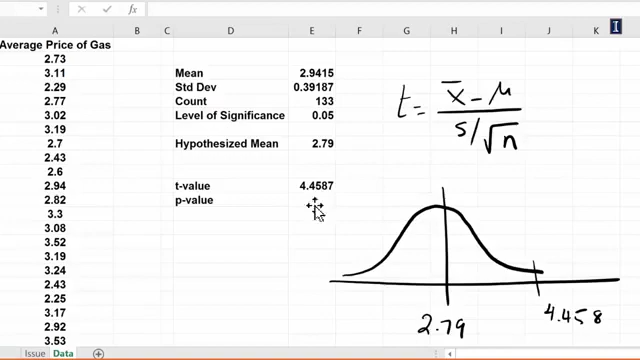 A B C D E F G H I J K
Average Price of Gas
2.73
3.11 Mean 2.9415
2.29 Std Dev 0.39187
2.77 Count 133
3.02 Level of Significance 0.05
3.19
2.7 Hypothesized Mean 2.79
2.43
2.6
2.94 t-value 4.4587
2.82 p-value
3.3
3.08
3.52
3.19
3.24
2.43
2.25
3.17
2.92
3.53
t = x̄ - μ
s/√n
2.79
4.458
Issue Data